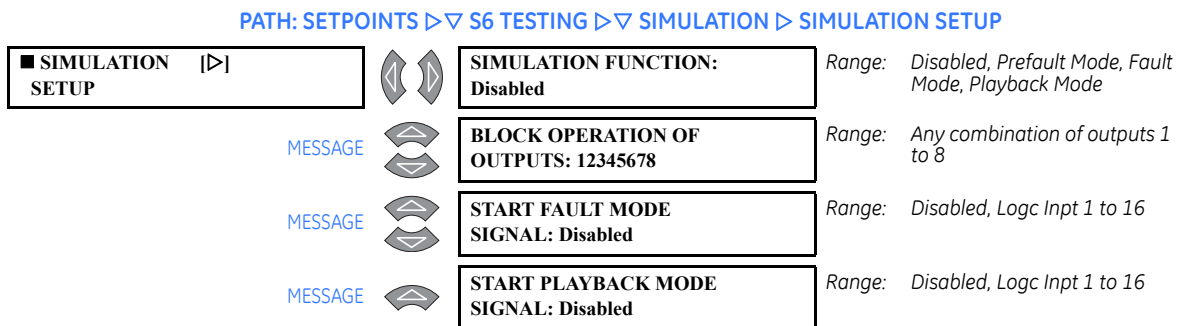 PATH: SETPOINTS ▷▽ S6 TESTING ▷▽ SIMULATION ▷ SIMULATION SETUP
■ SIMULATION [▷]
SETUP
SIMULATION FUNCTION:
Disabled
Range: Disabled, Prefault Mode, Fault
Mode, Playback Mode
MESSAGE
BLOCK OPERATION OF
OUTPUTS: 12345678
Range: Any combination of outputs 1
to 8
MESSAGE
START FAULT MODE
SIGNAL: Disabled
Range: Disabled, Logc Inpt 1 to 16
MESSAGE
START PLAYBACK MODE
SIGNAL: Disabled
Range: Disabled, Logc Inpt 1 to 16